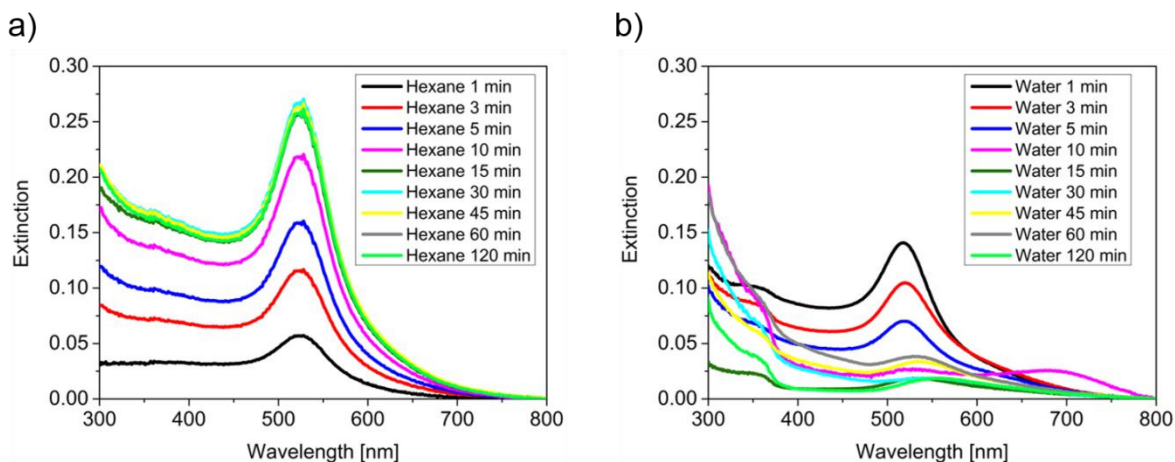 a)
0.30
0.25
0.20
0.15
0.10
0.05
0.00
Extinction
300 400 500 600 700 800
Wavelength [nm]
Hexane 1 min
Hexane 3 min
Hexane 5 min
Hexane 10 min
Hexane 15 min
Hexane 30 min
Hexane 45 min
Hexane 60 min
Hexane 120 min
b)
0.30
0.25
0.20
0.15
0.10
0.05
0.00
Extinction
300 400 500 600 700 800
Wavelength [nm]
Water 1 min
Water 3 min
Water 5 min
Water 10 min
Water 15 min
Water 30 min
Water 45 min
Water 60 min
Water 120 min